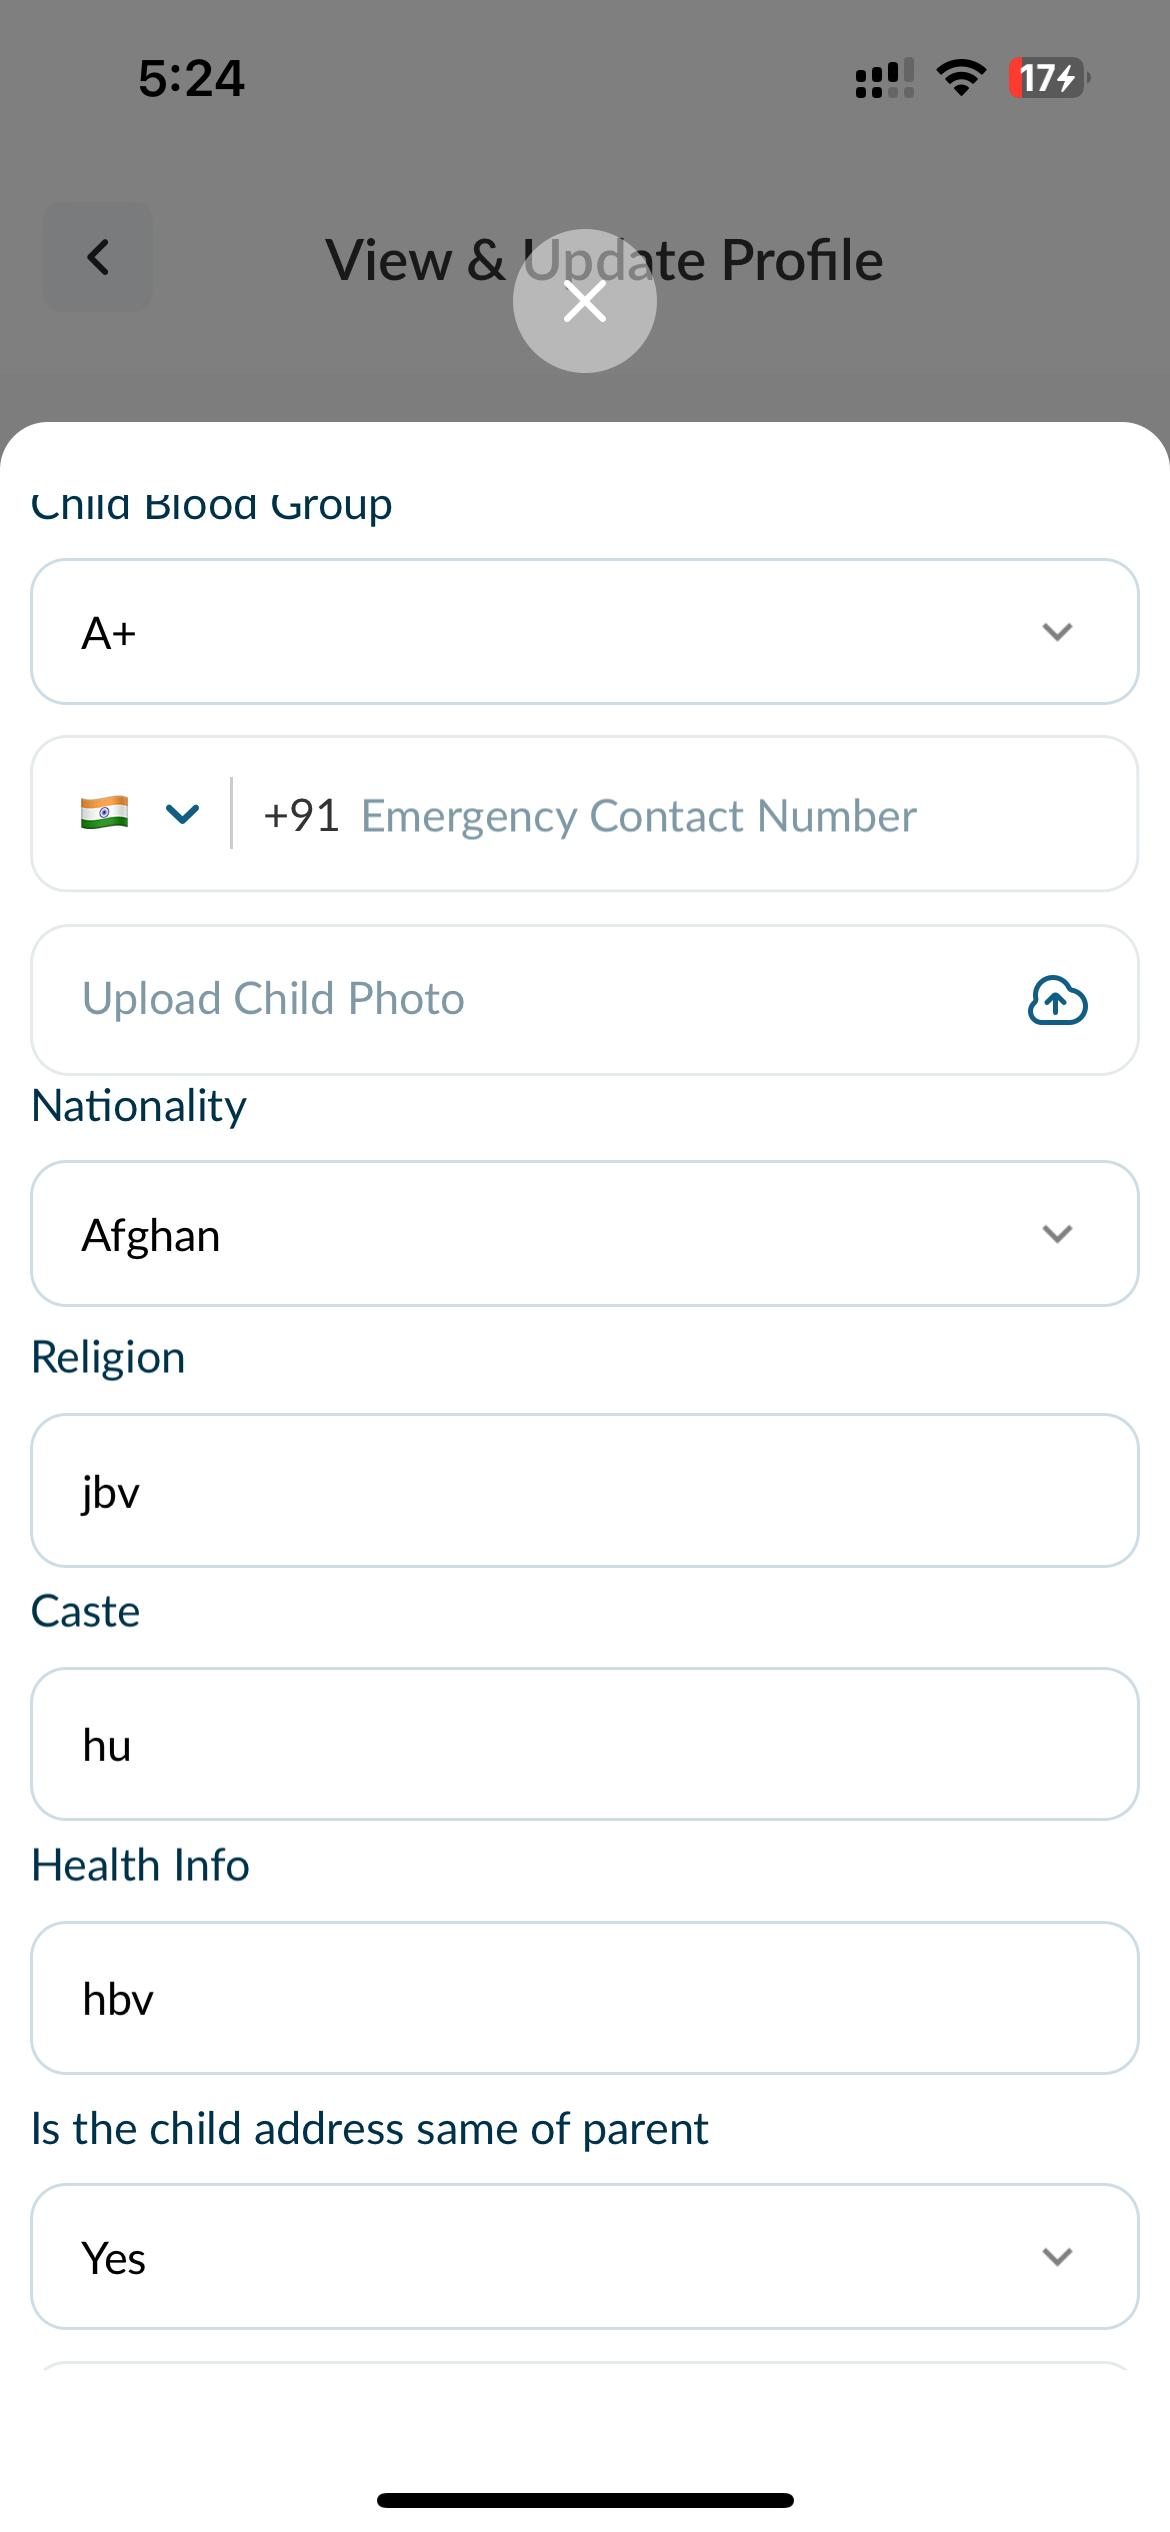 5:24
17
View & Update Profile
Child Blood Group
A+
+91 Emergency Contact Number
Upload Child Photo
Nationality
Afghan
Religion
jbv
Caste
hu
Health Info
hbv
Is the child address same of parent
Yes